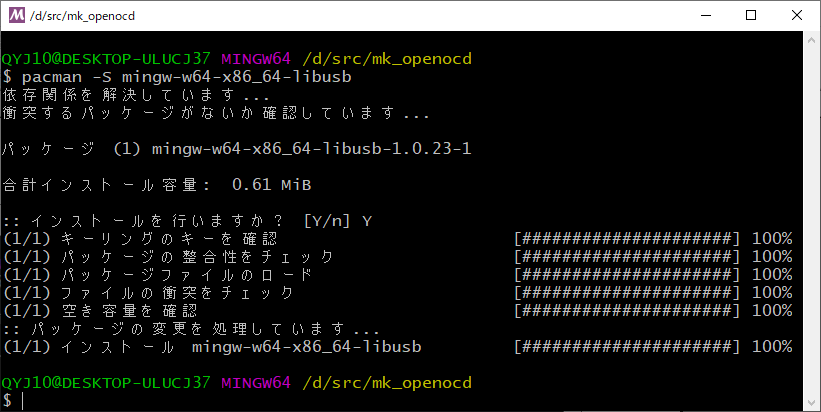 /d/src/mk_openocd
QYJ10@DESKTOP-ULUCJ37 MINGW64 /d/src/mk_openocd
$ pacman -S mingw-w64-x86_64-libusb
依存関係を解決しています...
衝突するパッケージがないか確認しています...
パッケージ (1) mingw-w64-x86_64-libusb-1.0.23-1
合計インストール容量: 0.61 MiB
:: インストールを行いますか? [Y/n] Y
(1/1) キーリングのキーを確認 [#####################] 100%
(1/1) パッケージの整合性をチェック [#####################] 100%
(1/1) パッケージファイルのロード [#####################] 100%
(1/1) ファイルの衝突をチェック [#####################] 100%
(1/1) 空き容量を確認 [#####################] 100%
:: パッケージの変更を処理しています...
(1/1) インストール mingw-w64-x86_64-libusb [#####################] 100%
QYJ10@DESKTOP-ULUCJ37 MINGW64 /d/src/mk_openocd
$